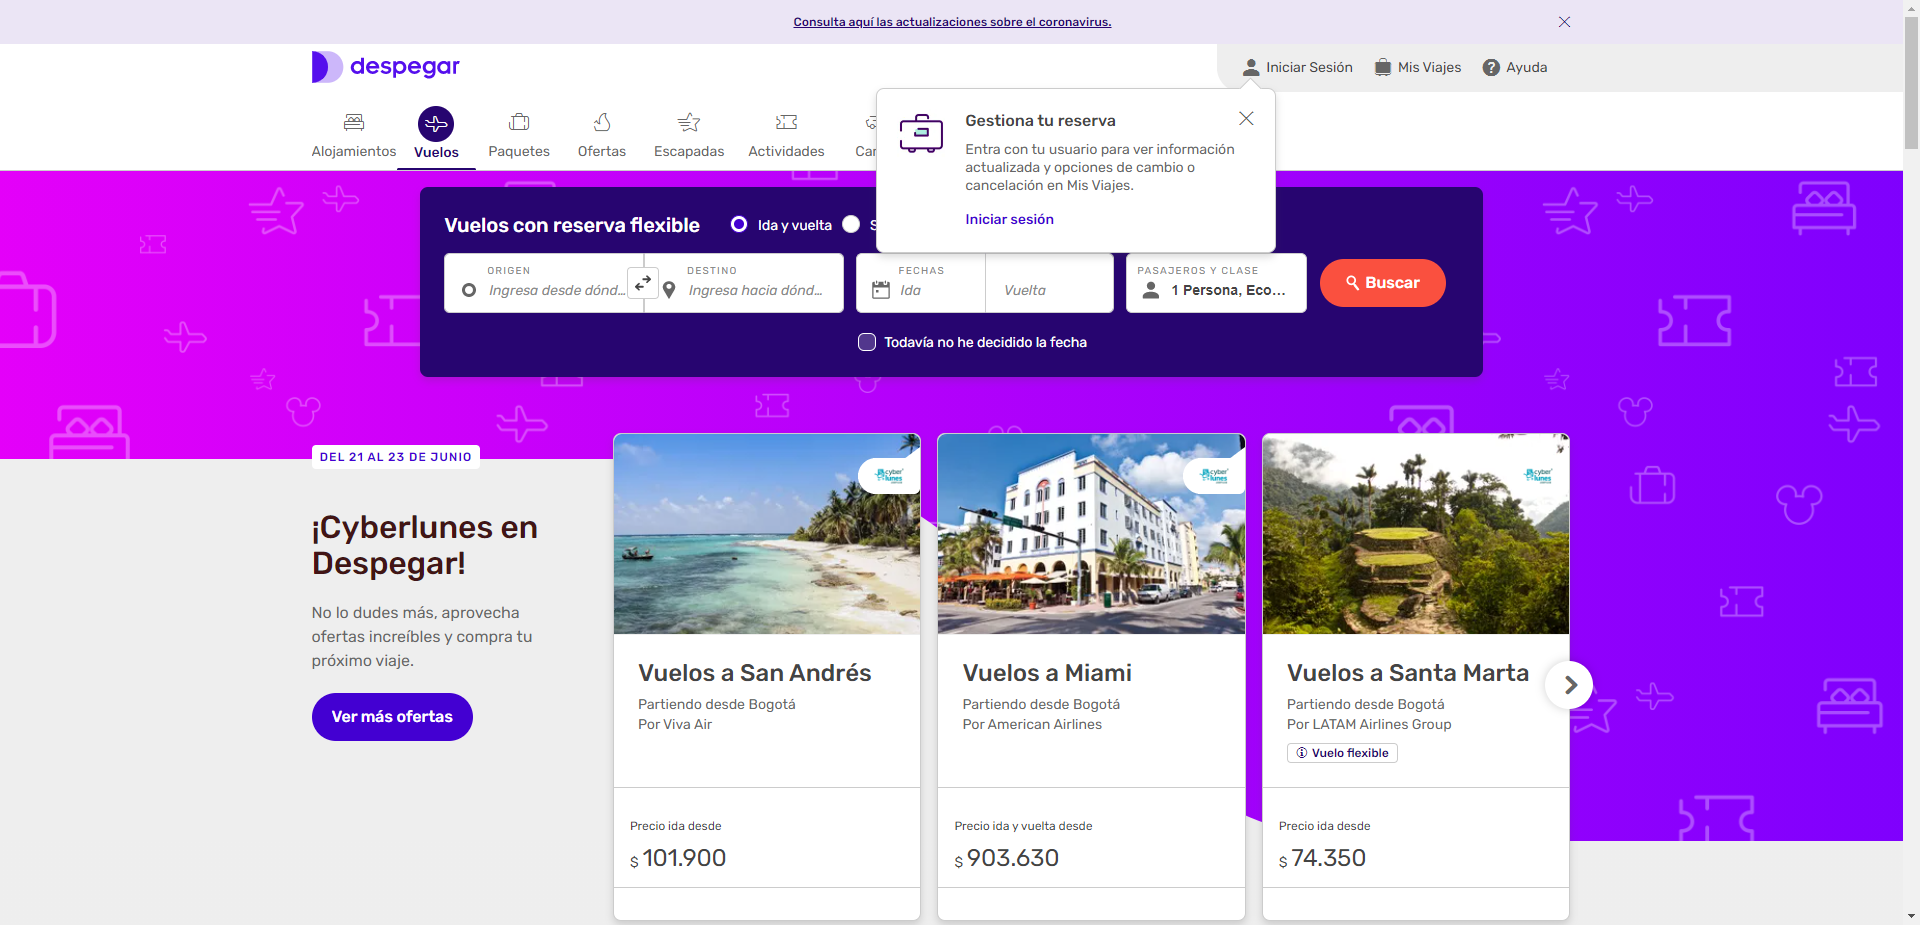 Consulta aquí las actualizaciones sobre el coronavirus.
despegar
Iniciar Sesión
Mis Viajes
Ayuda
Alojamientos
Vuelos
Paquetes
Ofertas
Escapadas
Actividades
Car
Gestiona tu reserva
Entra con tu usuario para ver información
actualizada y opciones de cambio o
cancelación en Mis Viajes.
Iniciar sesión
Vuelos con reserva flexible
Ida y vuelta
S
ORIGEN
Ingresa desde dónd...
DESTINO
Ingresa hacia dónd...
FECHAS
Ida
Vuelta
PASAJEROS Y CLASE
1 Persona, Eco...
Buscar
Todavía no he decidido la fecha
DEL 21 AL 23 DE JUNIO
¡Cyberlunes en
Despegar!
No lo dudes más, aprovecha
ofertas increíbles y compra tu
próximo viaje.
Ver más ofertas
cyber
lunes
Vuelos a San Andrés
Partiendo desde Bogotá
Por Viva Air
Precio ida desde
$ 101.900
cyber
lunes
Vuelos a Miami
Partiendo desde Bogotá
Por American Airlines
Precio ida y vuelta desde
$ 903.630
cyber
lunes
Vuelos a Santa Marta
Partiendo desde Bogotá
Por LATAM Airlines Group
Vuelo flexible
Precio ida desde
$ 74.350